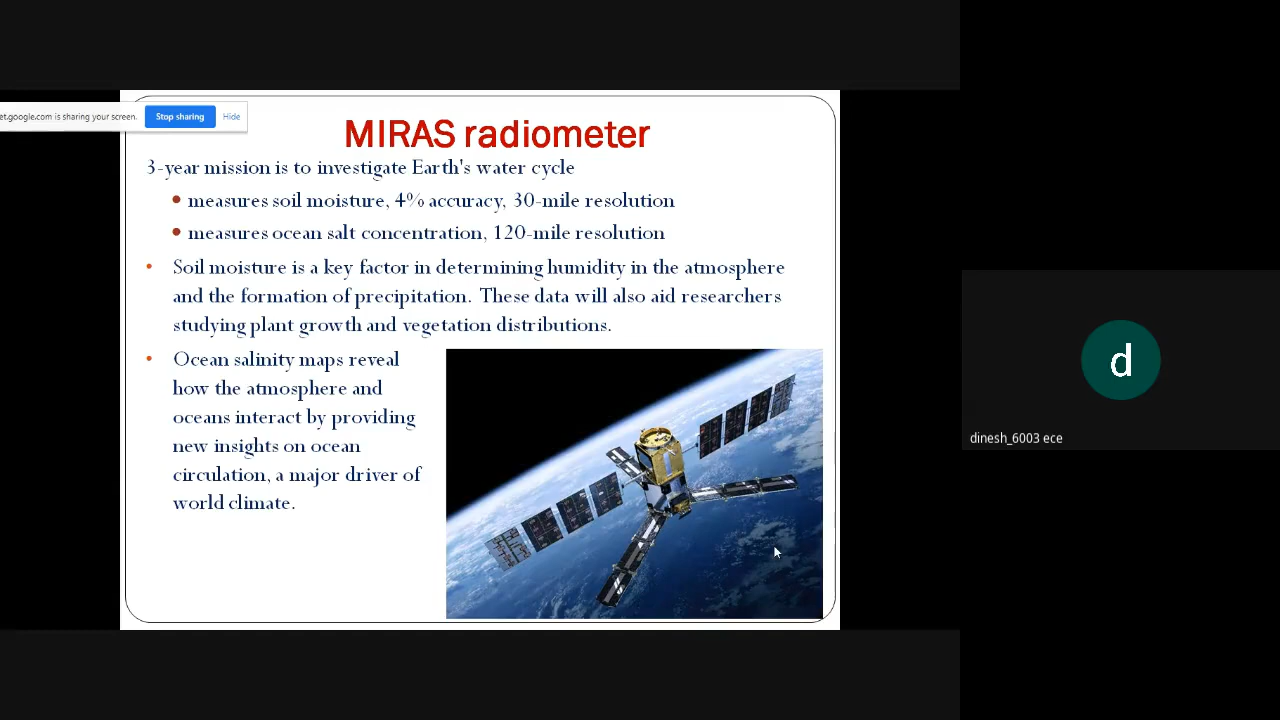 et.google.com is sharing your screen. Stop sharing Hide
MIRAS radiometer
3-year mission is to investigate Earth's water cycle
• measures soil moisture, 4% accuracy, 30-mile resolution
• measures ocean salt concentration, 120-mile resolution
• Soil moisture is a key factor in determining humidity in the atmosphere
and the formation of precipitation. These data will also aid researchers
studying plant growth and vegetation distributions.
• Ocean salinity maps reveal
how the atmosphere and
oceans interact by providing
new insights on ocean
circulation, a major driver of
world climate.
d
dinesh_6003 ece